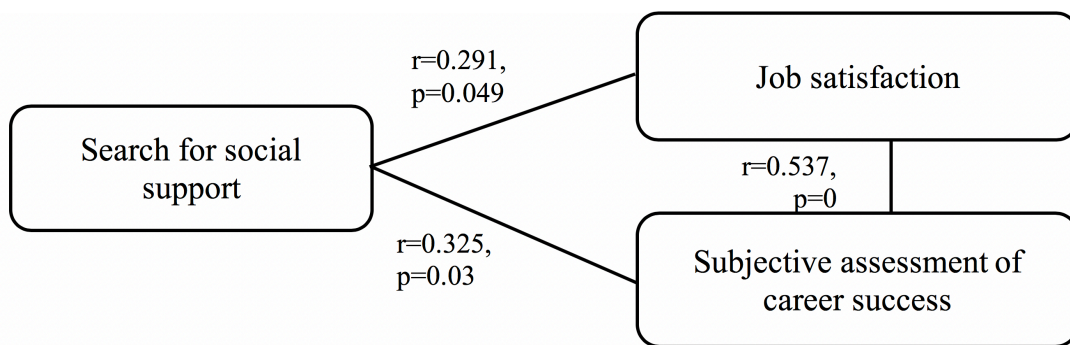 r=0.291,
p=0.049
Job satisfaction
Search for social
support
r=0.537,
p=0
r=0.325,
p=0.03
Subjective assessment of
career success